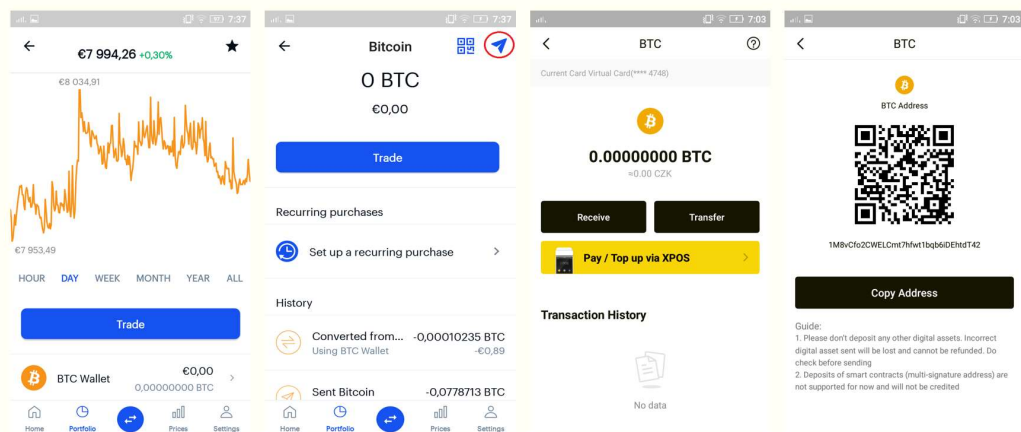 7:37
€7 994,26 +0,30%
€8 034,91
€7 953,49
HOUR DAY WEEK MONTH YEAR ALL
Trade
BTC Wallet €0,00
0,00000000 BTC
Home Portfolio Prices Settings
7:37
Bitcoin
0 BTC
€0,00
Trade
Recurring purchases
Set up a recurring purchase
History
Converted from... -0,00010235 BTC
Using BTC Wallet -€0,89
Sent Bitcoin -0,0778713 BTC
Home Portfolio Prices Settings
7:03
BTC
Current Card Virtual Card(**** 4748)
0.00000000 BTC
≈0.00 CZK
Receive Transfer
Pay / Top up via XPOS
Transaction History
No data
7:03
BTC
BTC Address
1M8vCfo2CWELCmt7hfwt1bqb6iDEhtdT42
Copy Address
Guide:
1. Please don't deposit any other digital assets. Incorrect
digital asset sent will be lost and cannot be refunded. Do
check before sending
2. Deposits of smart contracts (multi-signature address) are
not supported for now and will not be credited